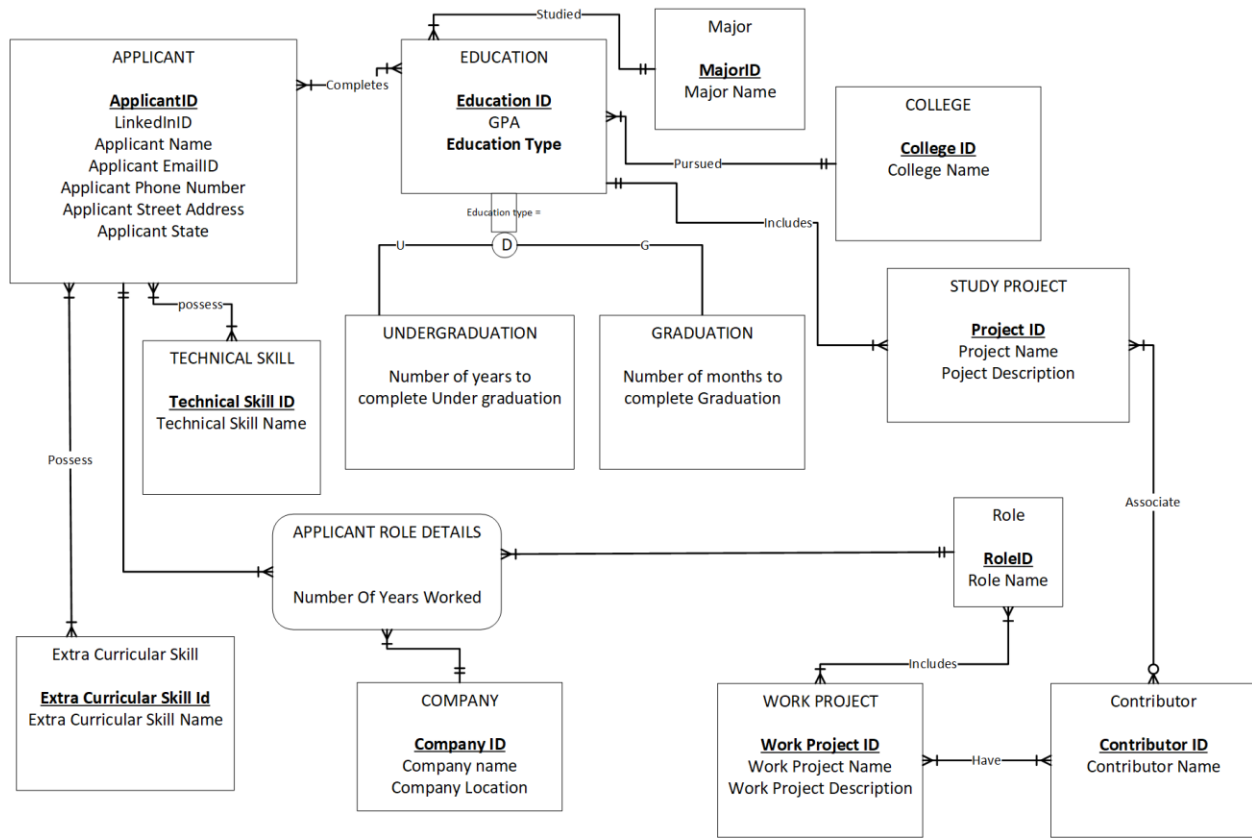 APPLICANT
ApplicantID
LinkedInID
Applicant Name
Applicant EmailID
Applicant Phone Number
Applicant Street Address
Applicant State
Completes
Studied
EDUCATION
Education ID
GPA
Education Type
Major
MajorID
Major Name
COLLEGE
College ID
College Name
Pursued
Includes
Education type =
D
U
G
UNDERGRADUATION
Number of years to
complete Under graduation
GRADUATION
Number of months to
complete Graduation
STUDY PROJECT
Project ID
Project Name
Poject Description
possess
TECHNICAL SKILL
Technical Skill ID
Technical Skill Name
Possess
Associate
APPLICANT ROLE DETAILS
Number Of Years Worked
Role
RoleID
Role Name
Includes
Extra Curricular Skill
Extra Curricular Skill Id
Extra Curricular Skill Name
COMPANY
Company ID
Company name
Company Location
WORK PROJECT
Work Project ID
Work Project Name
Work Project Description
Have
Contributor
Contributor ID
Contributor Name